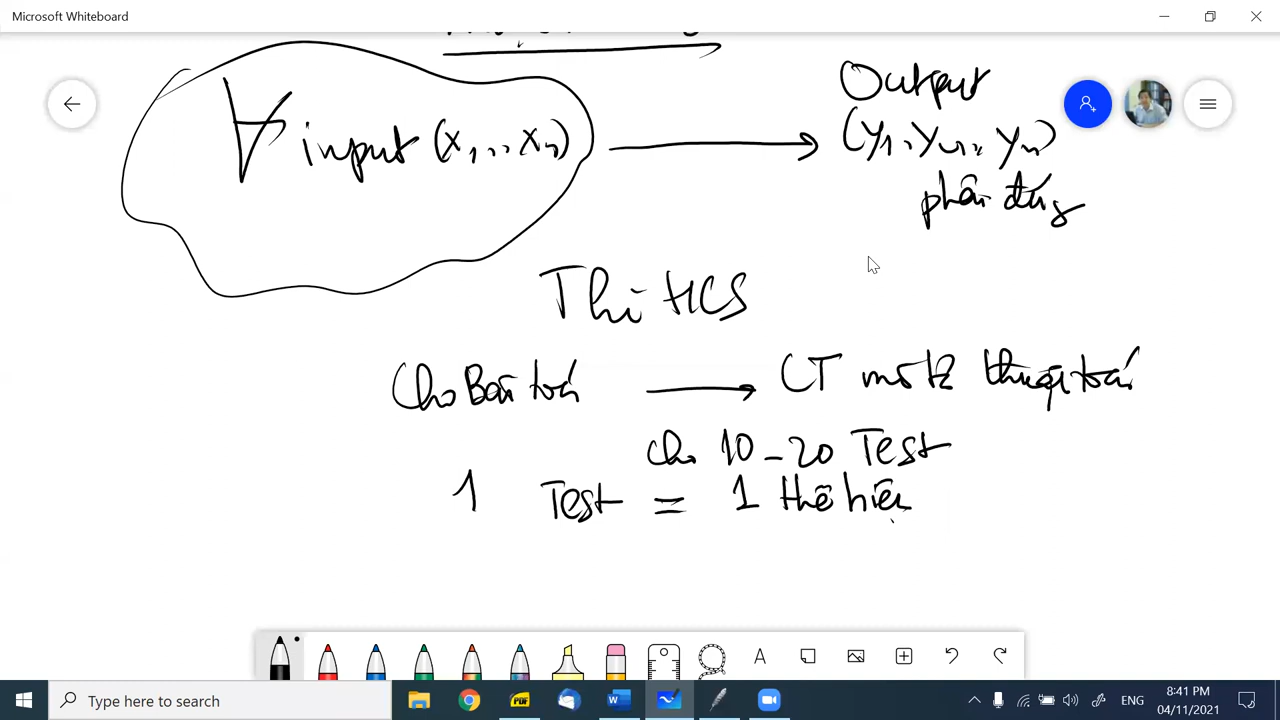 Microsoft Whiteboard
∀ input (x1,.. xn) ⟶ Output
(y1, y2, .. yn)
phải đúng
Thi HCS
Cho Bài toán ⟶ CT mô tả thuật toán
cho 10-20 Test
1 Test = 1 thể hiện
A
Type here to search
W
ENG
8:41 PM
04/11/2021